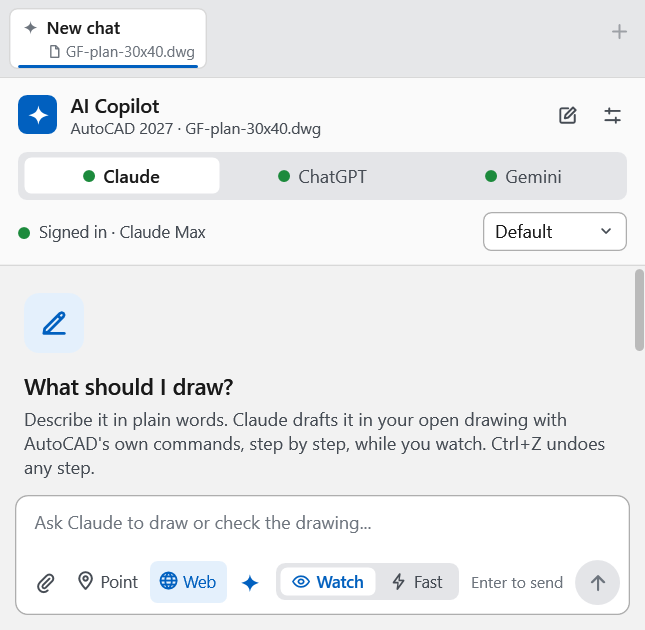 New chat
GF-plan-30x40.dwg
AI Copilot
AutoCAD 2027 · GF-plan-30x40.dwg
Claude
ChatGPT
Gemini
Signed in · Claude Max
Default
What should I draw?
Describe it in plain words. Claude drafts it in your open drawing with
AutoCAD's own commands, step by step, while you watch. Ctrl+Z undoes
any step.
Ask Claude to draw or check the drawing...
Point
Web
Watch
Fast
Enter to send